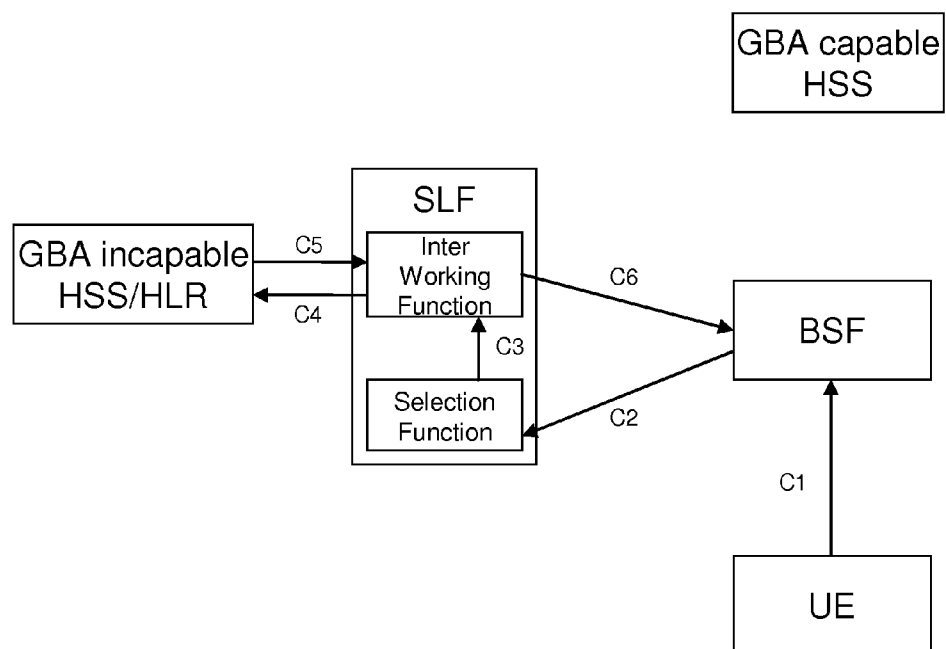 GBA capable
HSS
SLF
GBA incapable
HSS/HLR
C5
C4
Inter
Working
Function
C6
BSF
C3
Selection
Function
C2
C1
UE